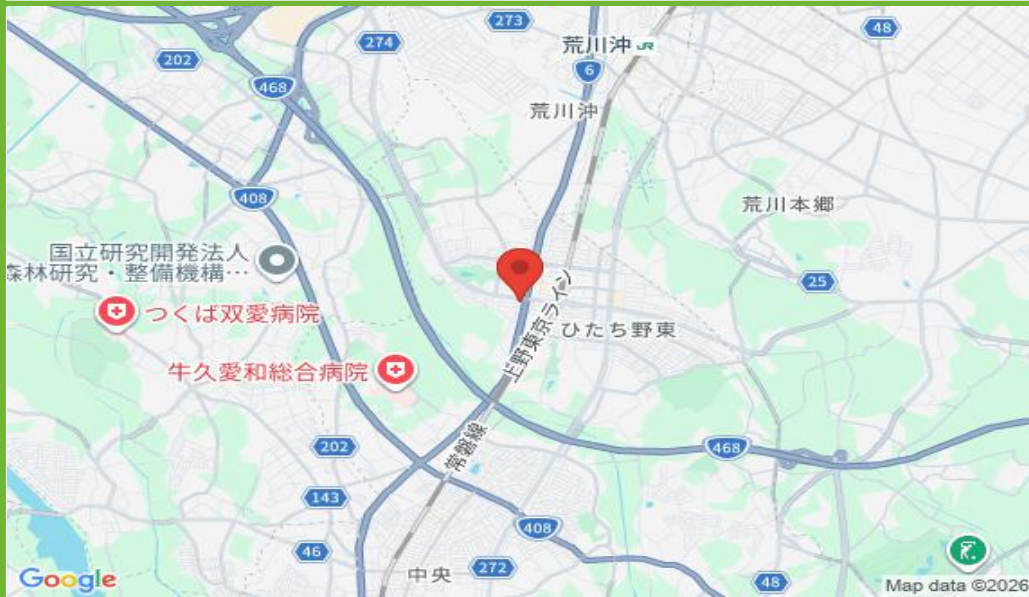 273
48
274
荒川沖 JR
202
6
468
荒川沖
408
荒川本郷
国立研究開発法人
森林研究・整備機構…
25
つくば双愛病院
上野東京ライン
ひたち野東
牛久愛和総合病院
202
468
常磐線
143
408
46
中央
272
48
Google
Map data ©2026